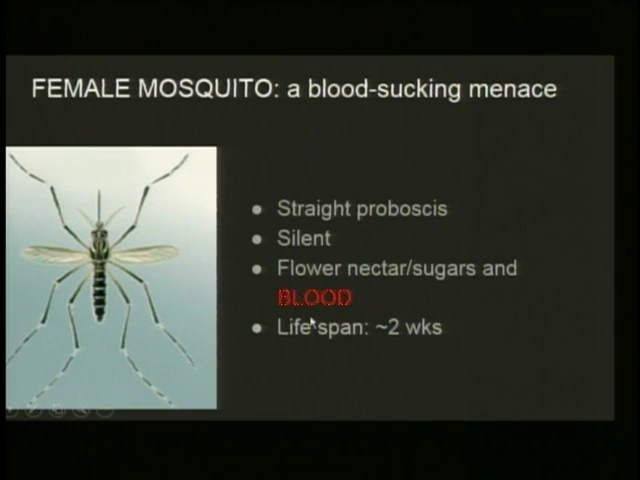 FEMALE MOSQUITO: a blood-sucking menace
● Straight proboscis
● Silent
● Flower nectar/sugars and
BLOOD
● Life span: ~2 wks